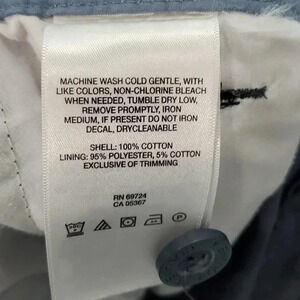 MACHINE WASH COLD GENTLE, WITH
LIKE COLORS, NON-CHLORINE BLEACH
WHEN NEEDED, TUMBLE DRY LOW,
REMOVE PROMPTLY, IRON
MEDIUM, IF PRESENT DO NOT IRON
DECAL, DRYCLEANABLE
SHELL: 100% COTTON
LINING: 95% POLYESTER, 5% COTTON
EXCLUSIVE OF TRIMMING
RN 69724
CA 05367